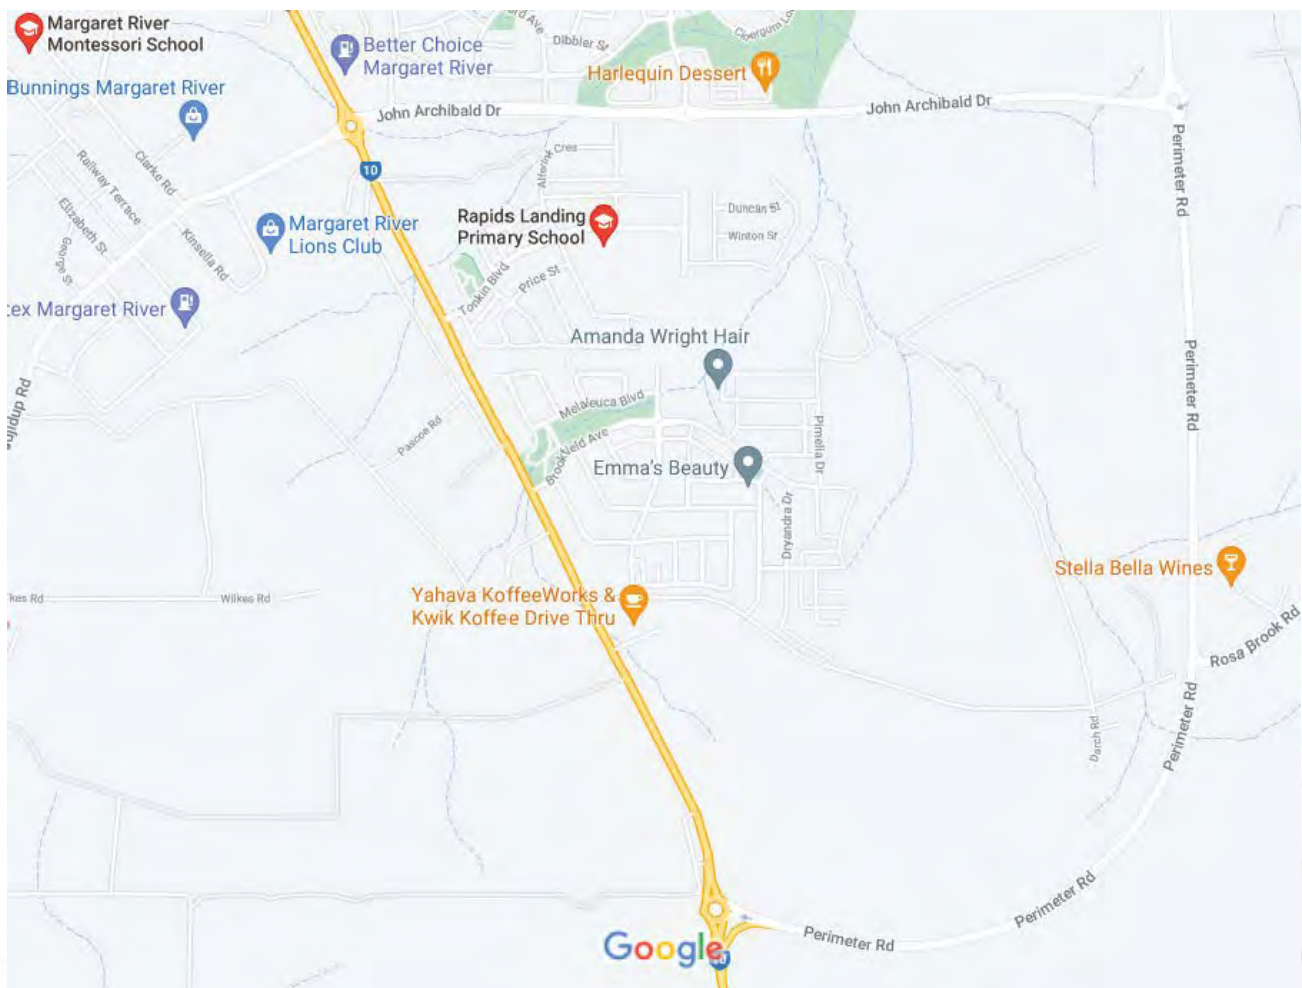 Margaret River
Montessori School
Better Choice
Margaret River
Dibbler St
Harlequin Dessert
Bunnings Margaret River
John Archibald Dr
John Archibald Dr
Perimeter Rd
Railway Terrace
Clarke Rd
Alferink Cres
10
Elizabeth St
Kinsella Rd
Duncan St
George St
Margaret River
Lions Club
Rapids Landing
Primary School
Winton St
Tonkin Blvd
Price St
tex Margaret River
Amanda Wright Hair
Perimeter Rd
Melaleuca Blvd
Pascoe Rd
Pimelia Dr
Brookfield Ave
Emma's Beauty
Dryandra Dr
Stella Bella Wines
Wilkes Rd
Yahava KoffeeWorks &
Kwik Koffee Drive Thru
Rosa Brook Rd
Darch Rd
Perimeter Rd
Perimeter Rd
Perimeter Rd
Google